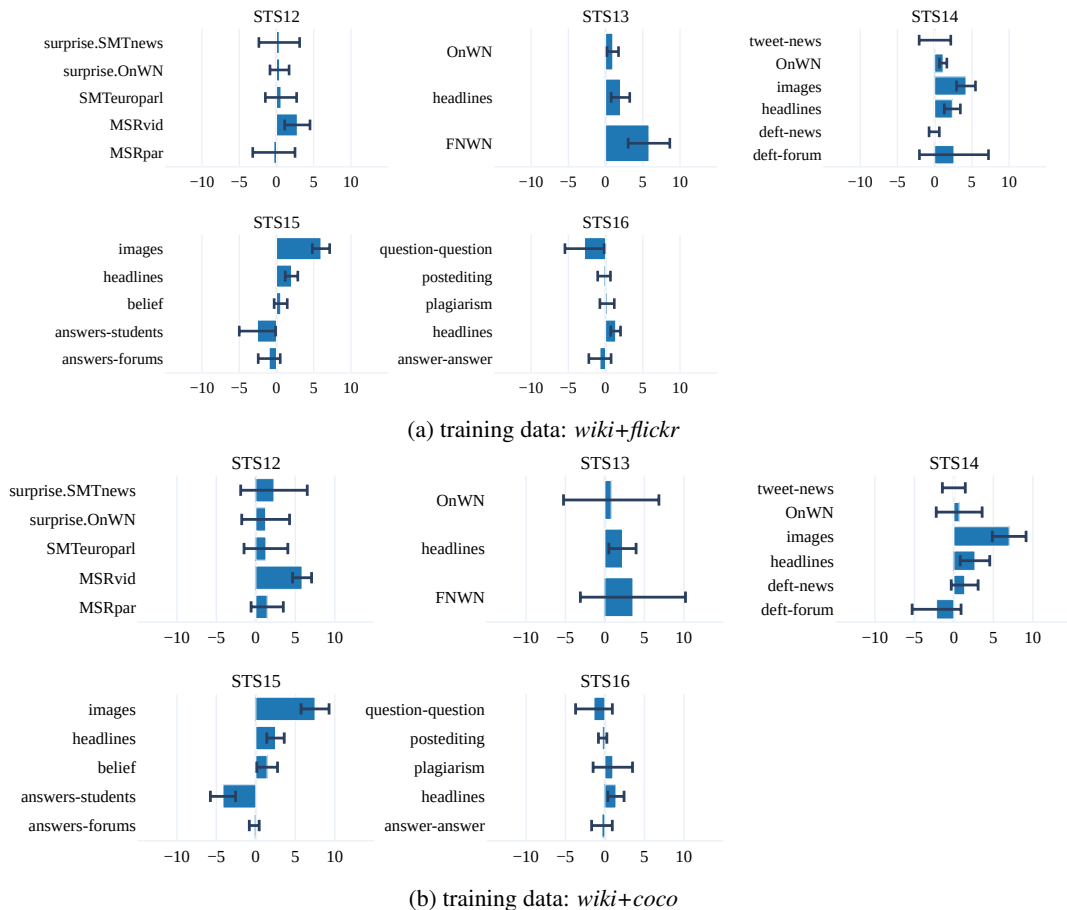 STS12
surprise.SMTnews
surprise.OnWN
SMTeuroparl
MSRvid
MSRpar
−10 −5 0 5 10
STS13
OnWN
headlines
FNWN
−10 −5 0 5 10
STS14
tweet-news
OnWN
images
headlines
deft-news
deft-forum
−10 −5 0 5 10
STS15
images
headlines
belief
answers-students
answers-forums
−10 −5 0 5 10
STS16
question-question
postediting
plagiarism
headlines
answer-answer
−10 −5 0 5 10
(a) training data: wiki+flickr
STS12
surprise.SMTnews
surprise.OnWN
SMTeuroparl
MSRvid
MSRpar
−10 −5 0 5 10
STS13
OnWN
headlines
FNWN
−10 −5 0 5 10
STS14
tweet-news
OnWN
images
headlines
deft-news
deft-forum
−10 −5 0 5 10
STS15
images
headlines
belief
answers-students
answers-forums
−10 −5 0 5 10
STS16
question-question
postediting
plagiarism
headlines
answer-answer
−10 −5 0 5 10
(b) training data: wiki+coco